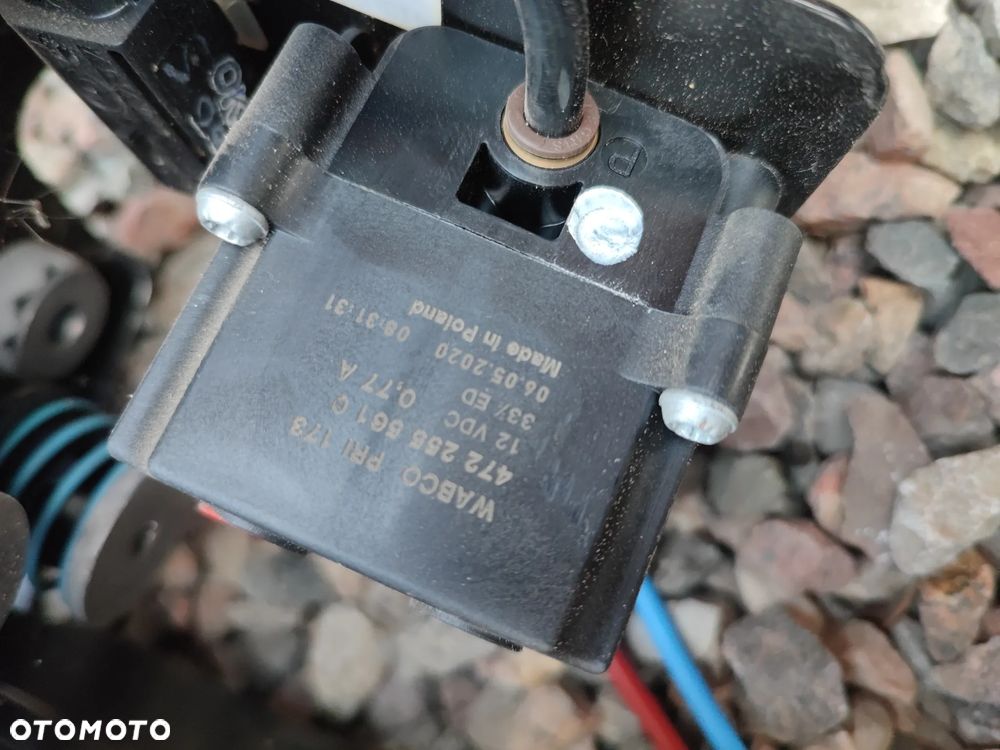 WABCO PRI 173
472 255 561 0
12 VDC 0,77 A
33% ED
06.05.2020 08:31:31
Made in Poland
P
OTOMOTO